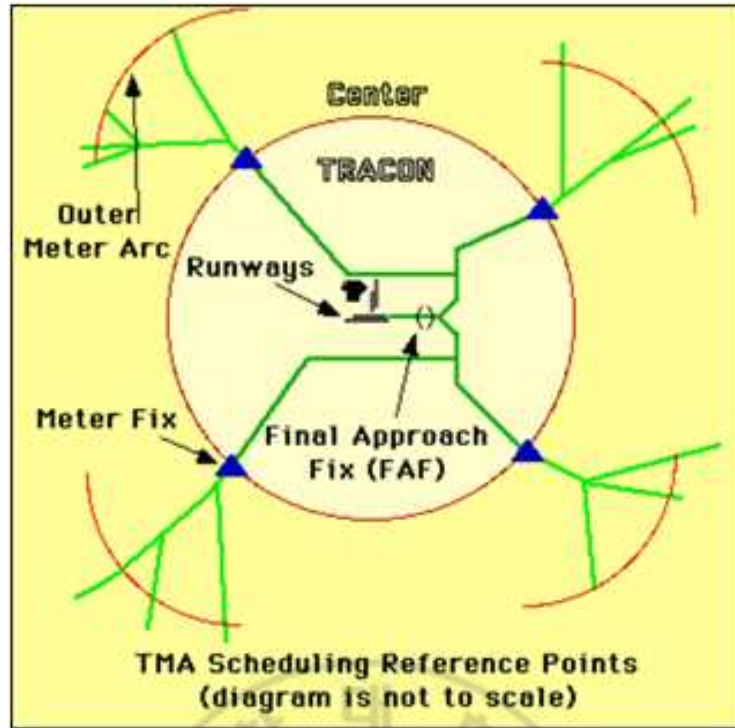 Center
TRACON
Outer
Meter Arc
Runways
Meter Fix
Final Approach
Fix (FAF)
TMA Scheduling Reference Points
(diagram is not to scale)